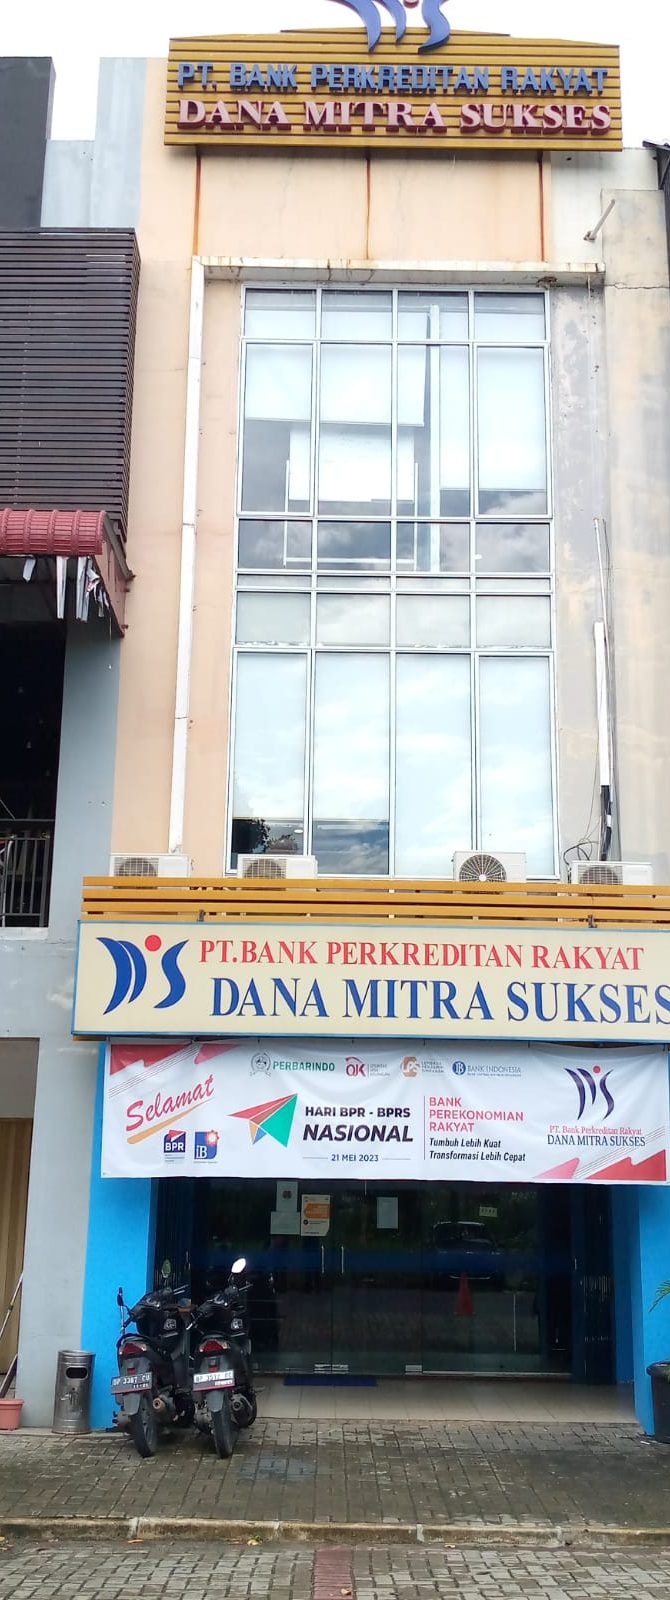 PT. BANK PERKREDITAN RAKYAT
DANA MITRA SUKSES
PT.BANK PERKREDITAN RAKYAT
DANA MITRA SUKSES
PERBARINDO
BANK INDONESIA
Selamat
BPR
iB
HARI BPR - BPRS
NASIONAL
21 MEI 2023
BANK
PEREKONOMIAN
RAKYAT
Tumbuh Lebih Kuat
Transformasi Lebih Cepat
PT. Bank Perkreditan Rakyat
DANA MITRA SUKSES